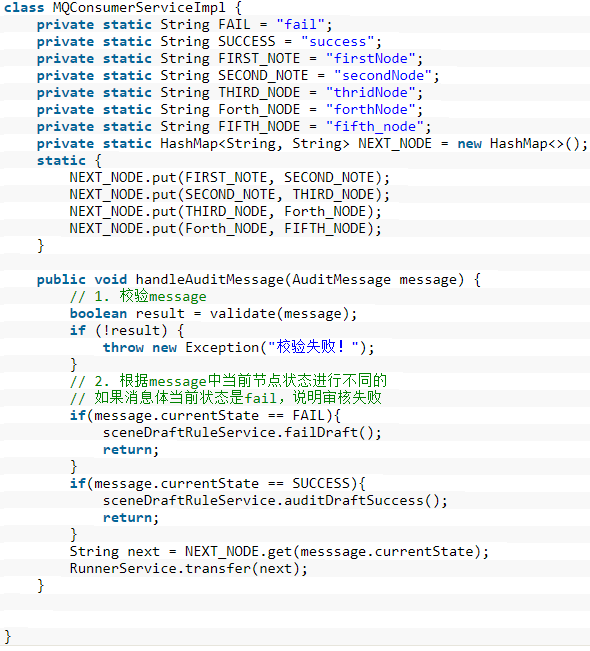 class MQConsumerServiceImpl {
    private static String FAIL = "fail";
    private static String SUCCESS = "success";
    private static String FIRST_NOTE = "firstNode";
    private static String SECOND_NOTE = "secondNode";
    private static String THIRD_NODE = "thridNode";
    private static String Forth_NODE = "forthNode";
    private static String FIFTH_NODE = "fifth_node";
    private static HashMap<String, String> NEXT_NODE = new HashMap<>();
    static {
        NEXT_NODE.put(FIRST_NOTE, SECOND_NOTE);
        NEXT_NODE.put(SECOND_NOTE, THIRD_NODE);
        NEXT_NODE.put(THIRD_NODE, Forth_NODE);
        NEXT_NODE.put(Forth_NODE, FIFTH_NODE);
    }
    public void handleAuditMessage(AuditMessage message) {
        // 1. 校验message
        boolean result = validate(message);
        if (!result) {
            throw new Exception("校验失败！");
        }
        // 2. 根据message中当前节点状态进行不同的
        // 如果消息体当前状态是fail，说明审核失败
        if(message.currentState == FAIL){
            sceneDraftRuleService.failDraft();
            return;
        }
        if(message.currentState == SUCCESS){
            sceneDraftRuleService.auditDraftSuccess();
            return;
        }
        String next = NEXT_NODE.get(messsage.currentState);
        RunnerService.transfer(next);
    }
}